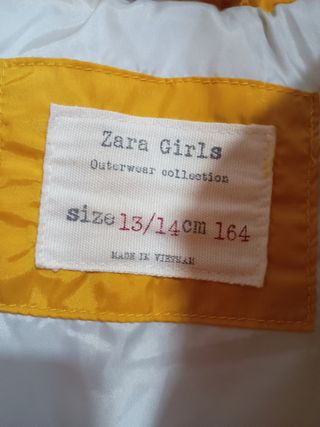 Zara Girls
Outerwear collection
size 13/14 cm 164
MADE IN VIETNAM